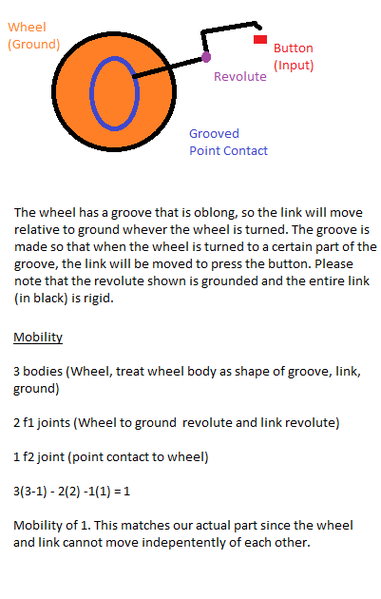 Wheel
(Ground)
Button
(Input)
Revolute
Grooved
Point Contact
The wheel has a groove that is oblong, so the link will move
relative to ground whever the wheel is turned. The groove is
made so that when the wheel is turned to a certain part of the
groove, the link will be moved to press the button. Please
note that the revolute shown is grounded and the entire link
(in black) is rigid.
Mobility
3 bodies (Wheel, treat wheel body as shape of groove, link,
ground)
2 f1 joints (Wheel to ground revolute and link revolute)
1 f2 joint (point contact to wheel)
3(3-1) - 2(2) -1(1) = 1
Mobility of 1. This matches our actual part since the wheel
and link cannot move indepentently of each other.